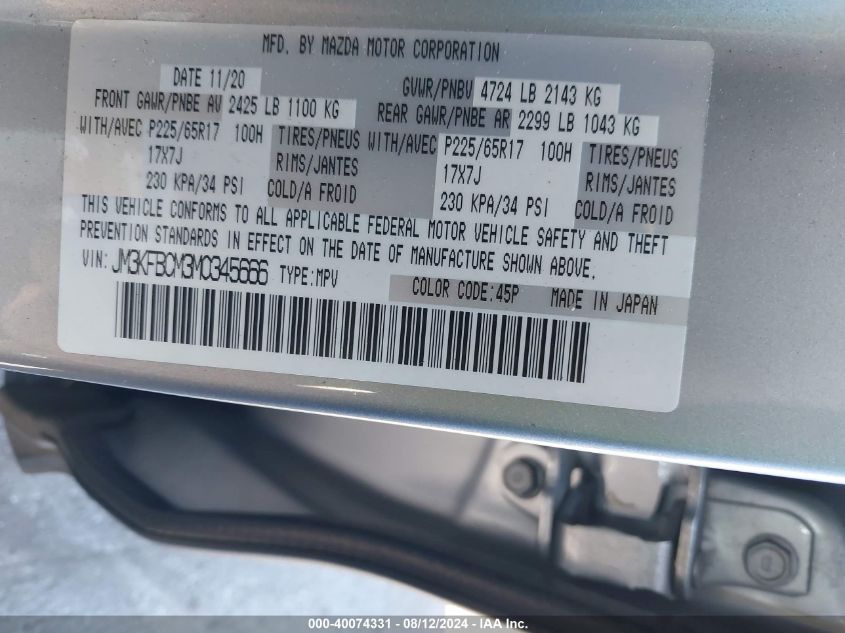 MFD. BY MAZDA MOTOR CORPORATION
DATE 11/20 GVWR/PNBV 4724 LB 2143 KG
FRONT GAWR/PNBE AV 2425 LB 1100 KG REAR GAWR/PNBE AR 2299 LB 1043 KG
WITH/AVEC P225/65R17 100H TIRES/PNEUS WITH/AVEC P225/65R17 100H TIRES/PNEUS
17X7J RIMS/JANTES 17X7J RIMS/JANTES
230 KPA/34 PSI COLD/A FROID 230 KPA/34 PSI COLD/A FROID
THIS VEHICLE CONFORMS TO ALL APPLICABLE FEDERAL MOTOR VEHICLE SAFETY AND THEFT
PREVENTION STANDARDS IN EFFECT ON THE DATE OF MANUFACTURE SHOWN ABOVE.
VIN: JM3KFBCM3M0345666 TYPE:MPV COLOR CODE:45P MADE IN JAPAN
000-40074331 - 08/12/2024 - IAA Inc.